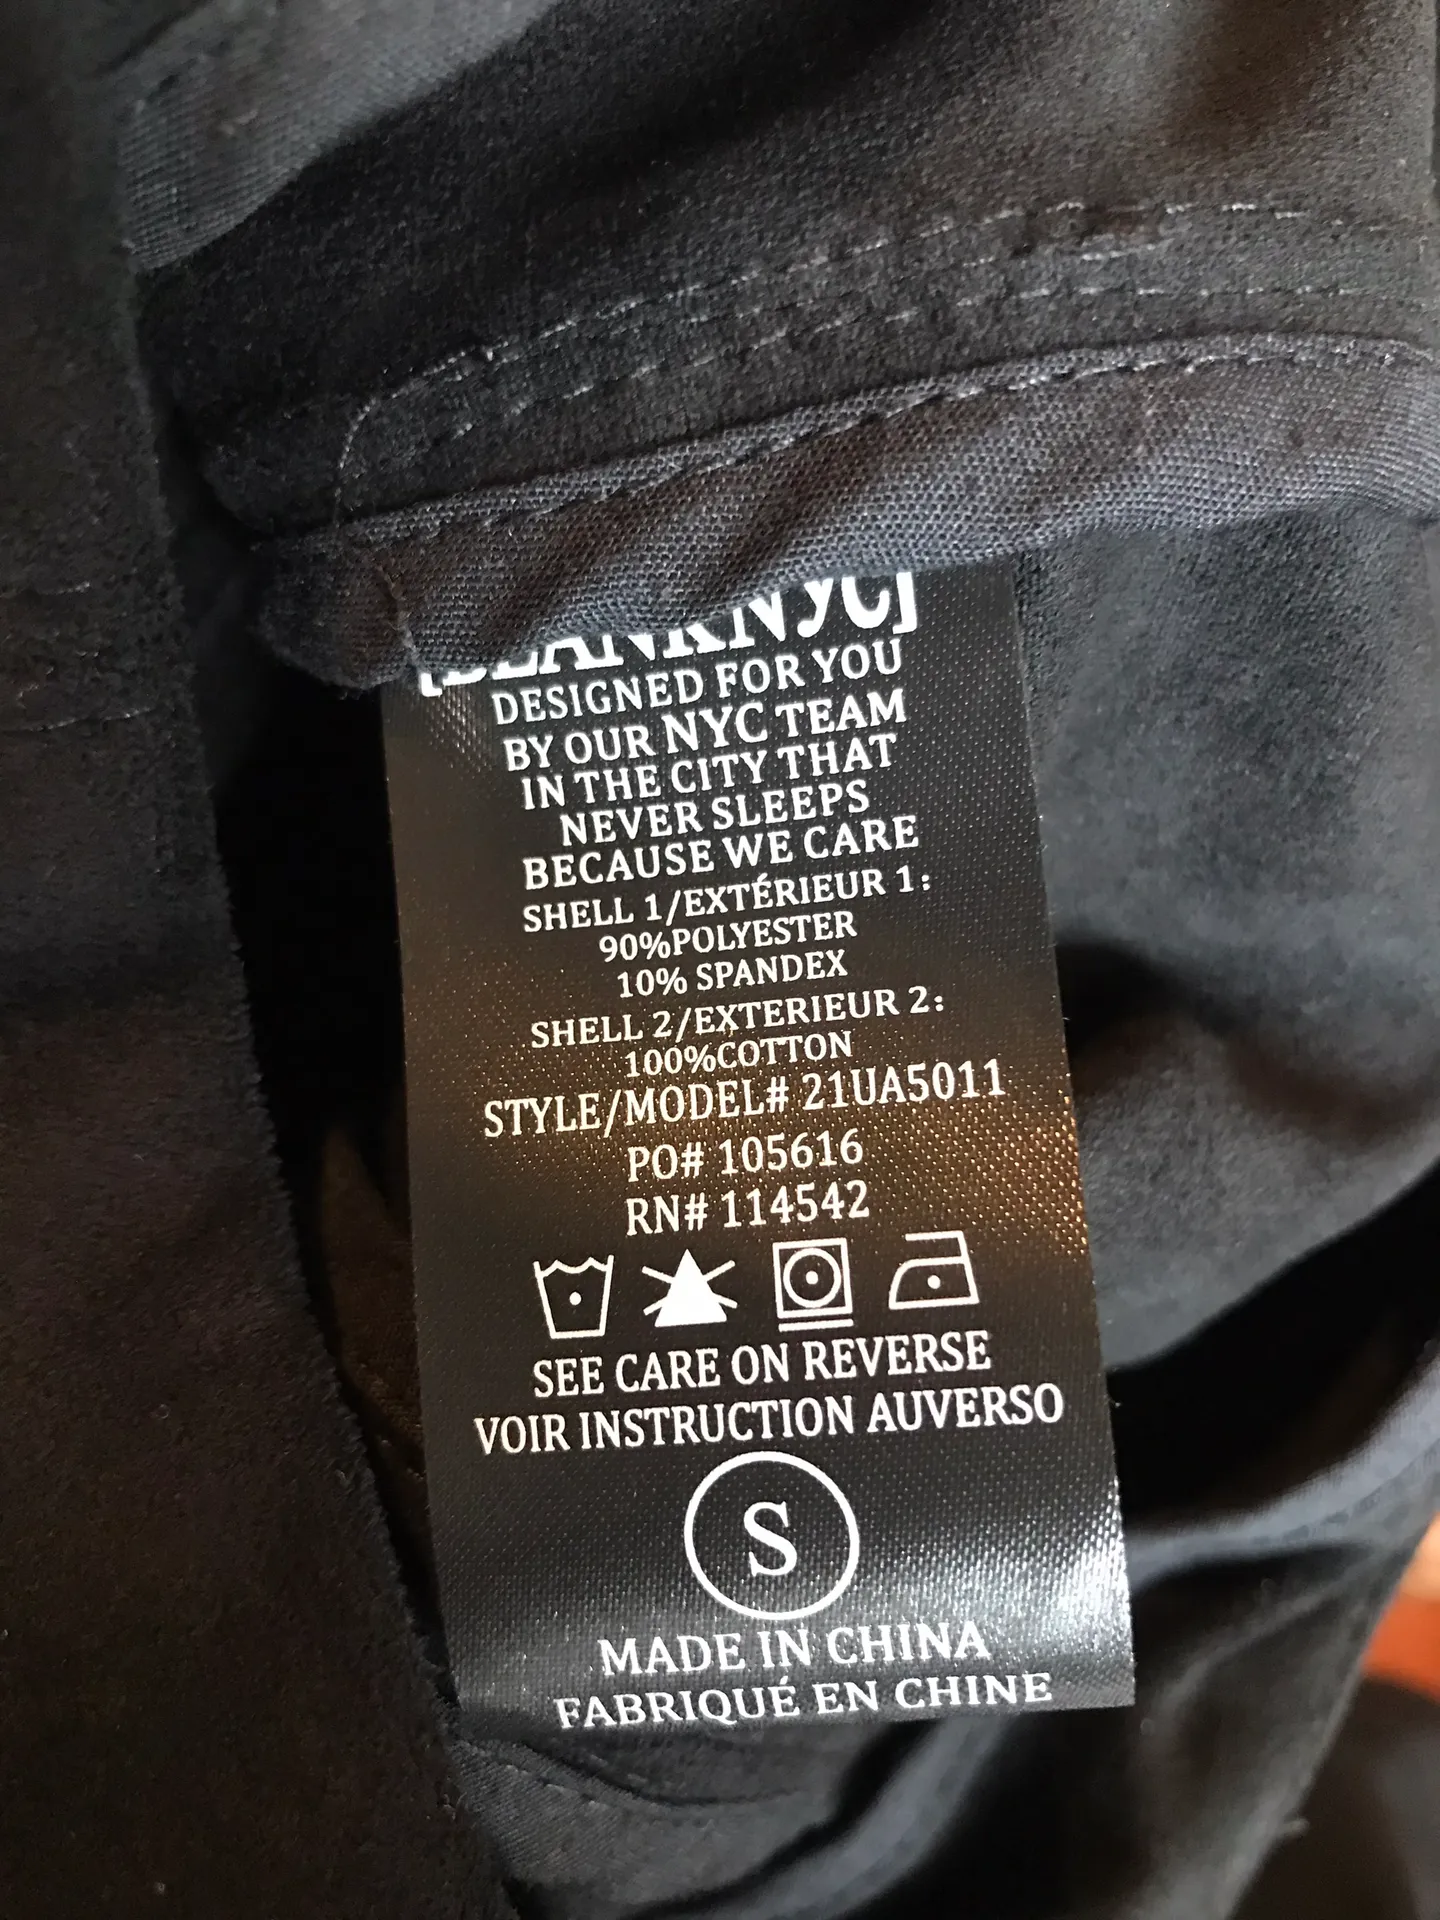 [BLANKNYC]
DESIGNED FOR YOU
BY OUR NYC TEAM
IN THE CITY THAT
NEVER SLEEPS
BECAUSE WE CARE
SHELL 1/EXTÉRIEUR 1:
90%POLYESTER
10% SPANDEX
SHELL 2/EXTERIEUR 2:
100%COTTON
STYLE/MODEL# 21UA5011
PO# 105616
RN# 114542
SEE CARE ON REVERSE
VOIR INSTRUCTION AUVERSO
S
MADE IN CHINA
FABRIQUÉ EN CHINE